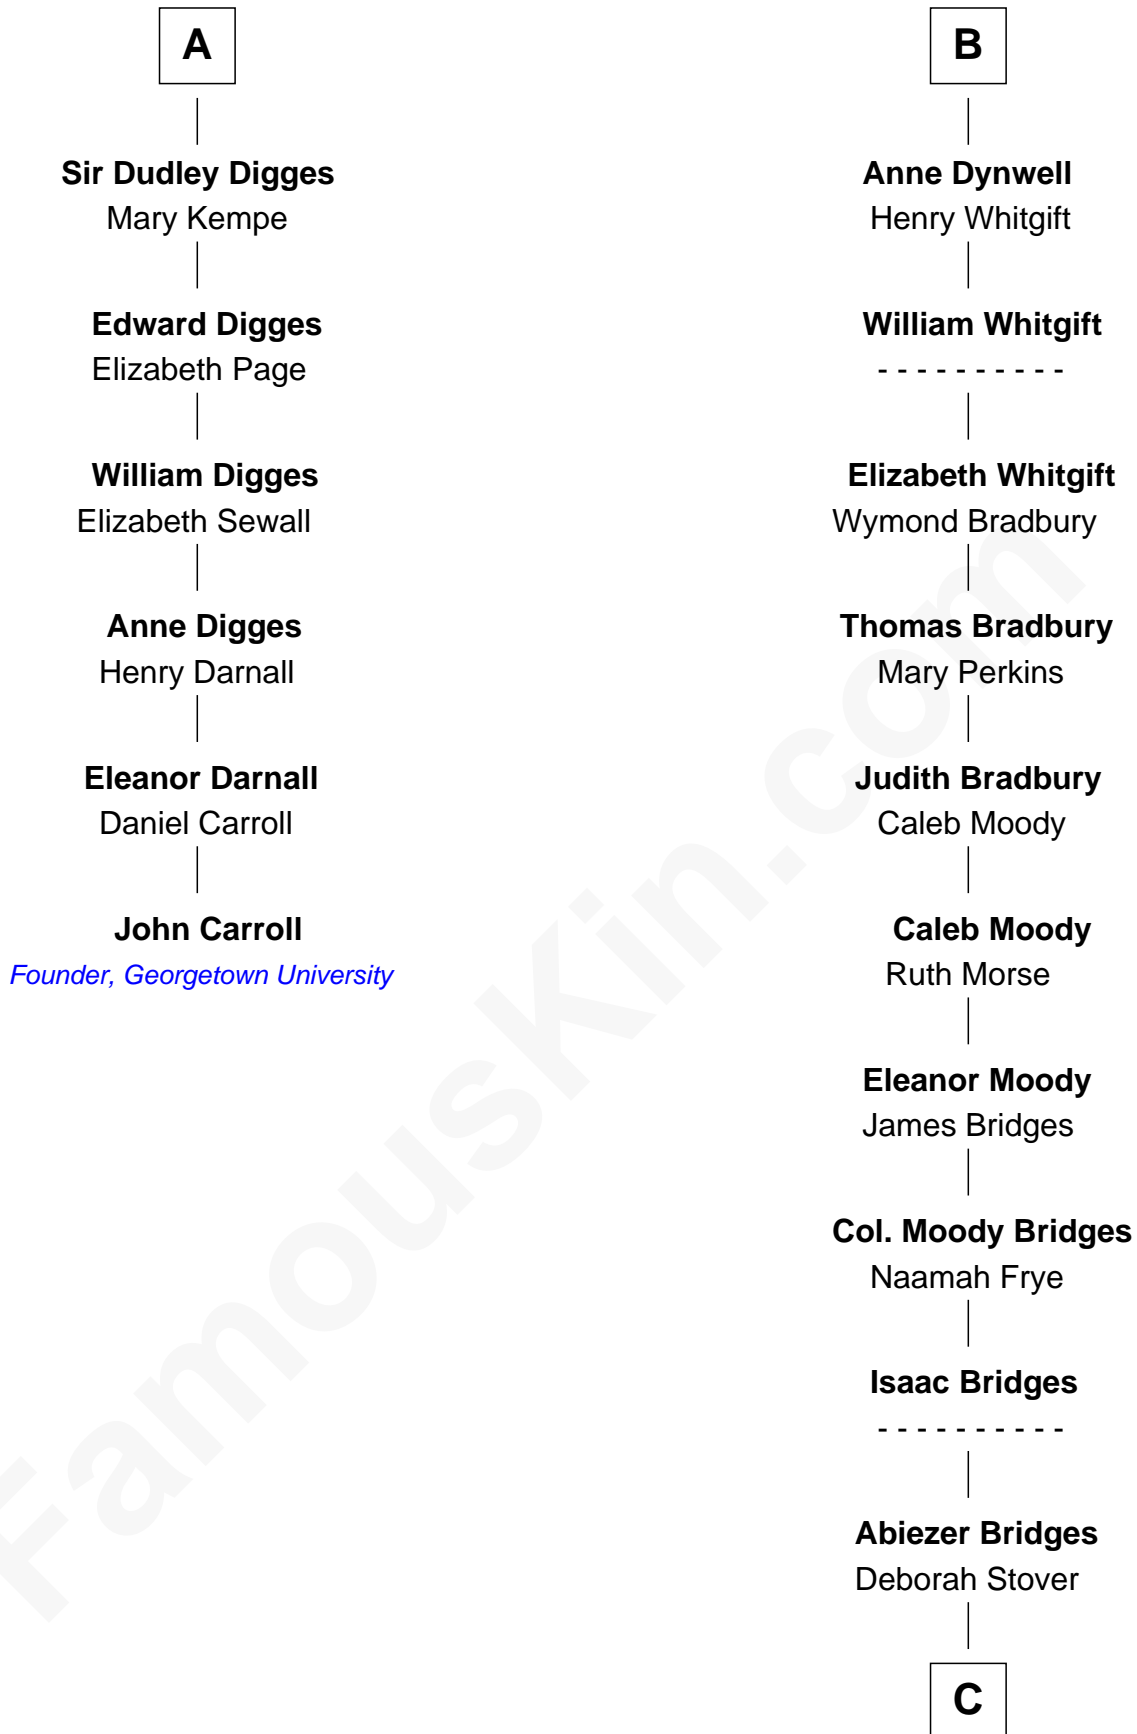 A
Sir Dudley Digges
Mary Kempe
Edward Digges
Elizabeth Page
William Digges
Elizabeth Sewall
Anne Digges
Henry Darnall
Eleanor Darnall
Daniel Carroll
John Carroll
Founder, Georgetown University
B
Anne Dynwell
Henry Whitgift
William Whitgift
- - - - - - - - - -
Elizabeth Whitgift
Wymond Bradbury
Thomas Bradbury
Mary Perkins
Judith Bradbury
Caleb Moody
Caleb Moody
Ruth Morse
Eleanor Moody
James Bridges
Col. Moody Bridges
Naamah Frye
Isaac Bridges
- - - - - - - - - -
Abiezer Bridges
Deborah Stover
C
FamousKin.com